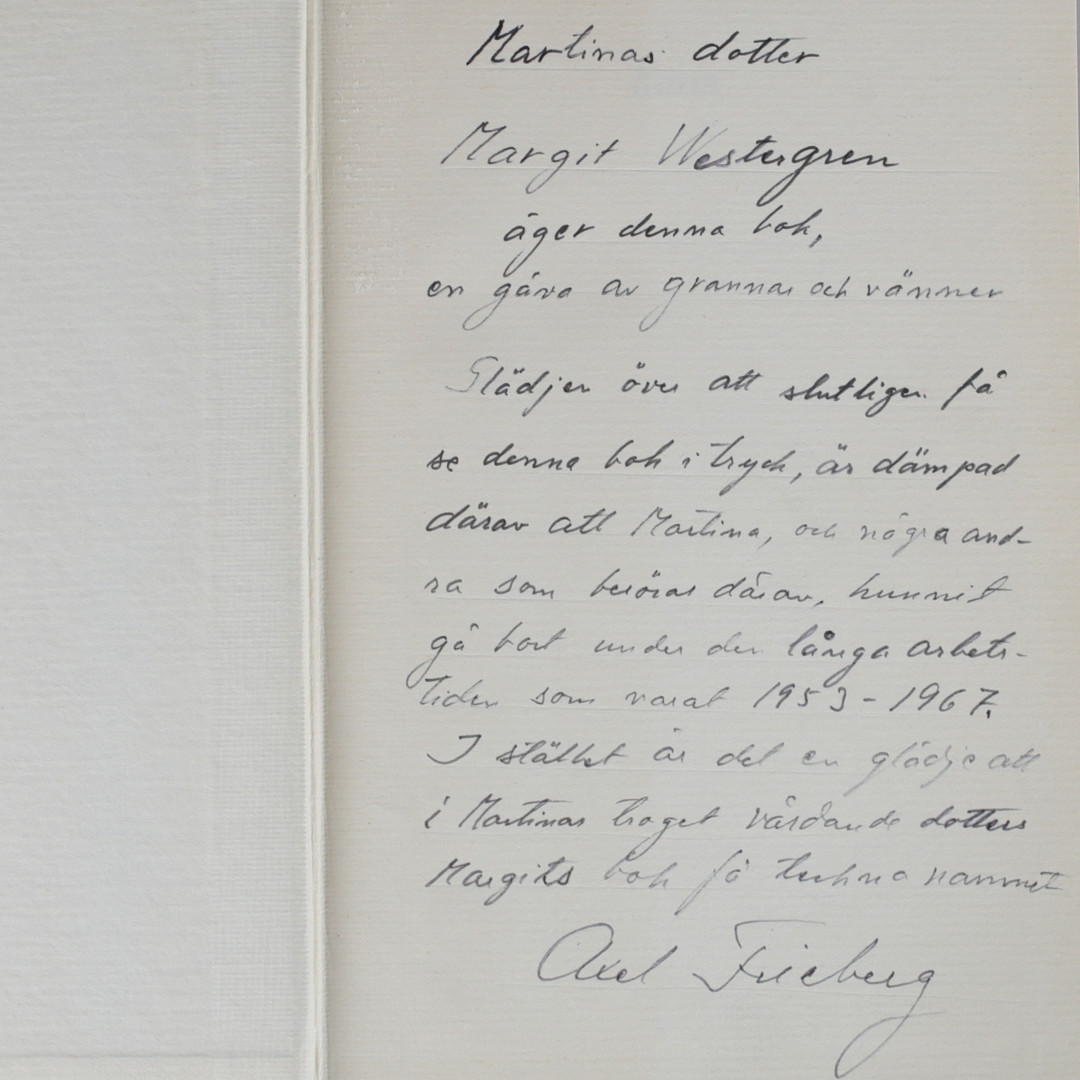 Martinas dotter
Margit Westergren
äger denna bok,
en gåva av grannar och vänner
Glädjen över att slutligen få
se denna bok i tryck, är dämpad
därav att Martina, och några and-
ra som beröras därav, hunnit
gå bort under den långa arbets-
tiden som varat 1953-1967.
I stället är det en glädje att
i Martinas troget vårdande dotters
Margits bok få teckna namnet
Axel Frieberg